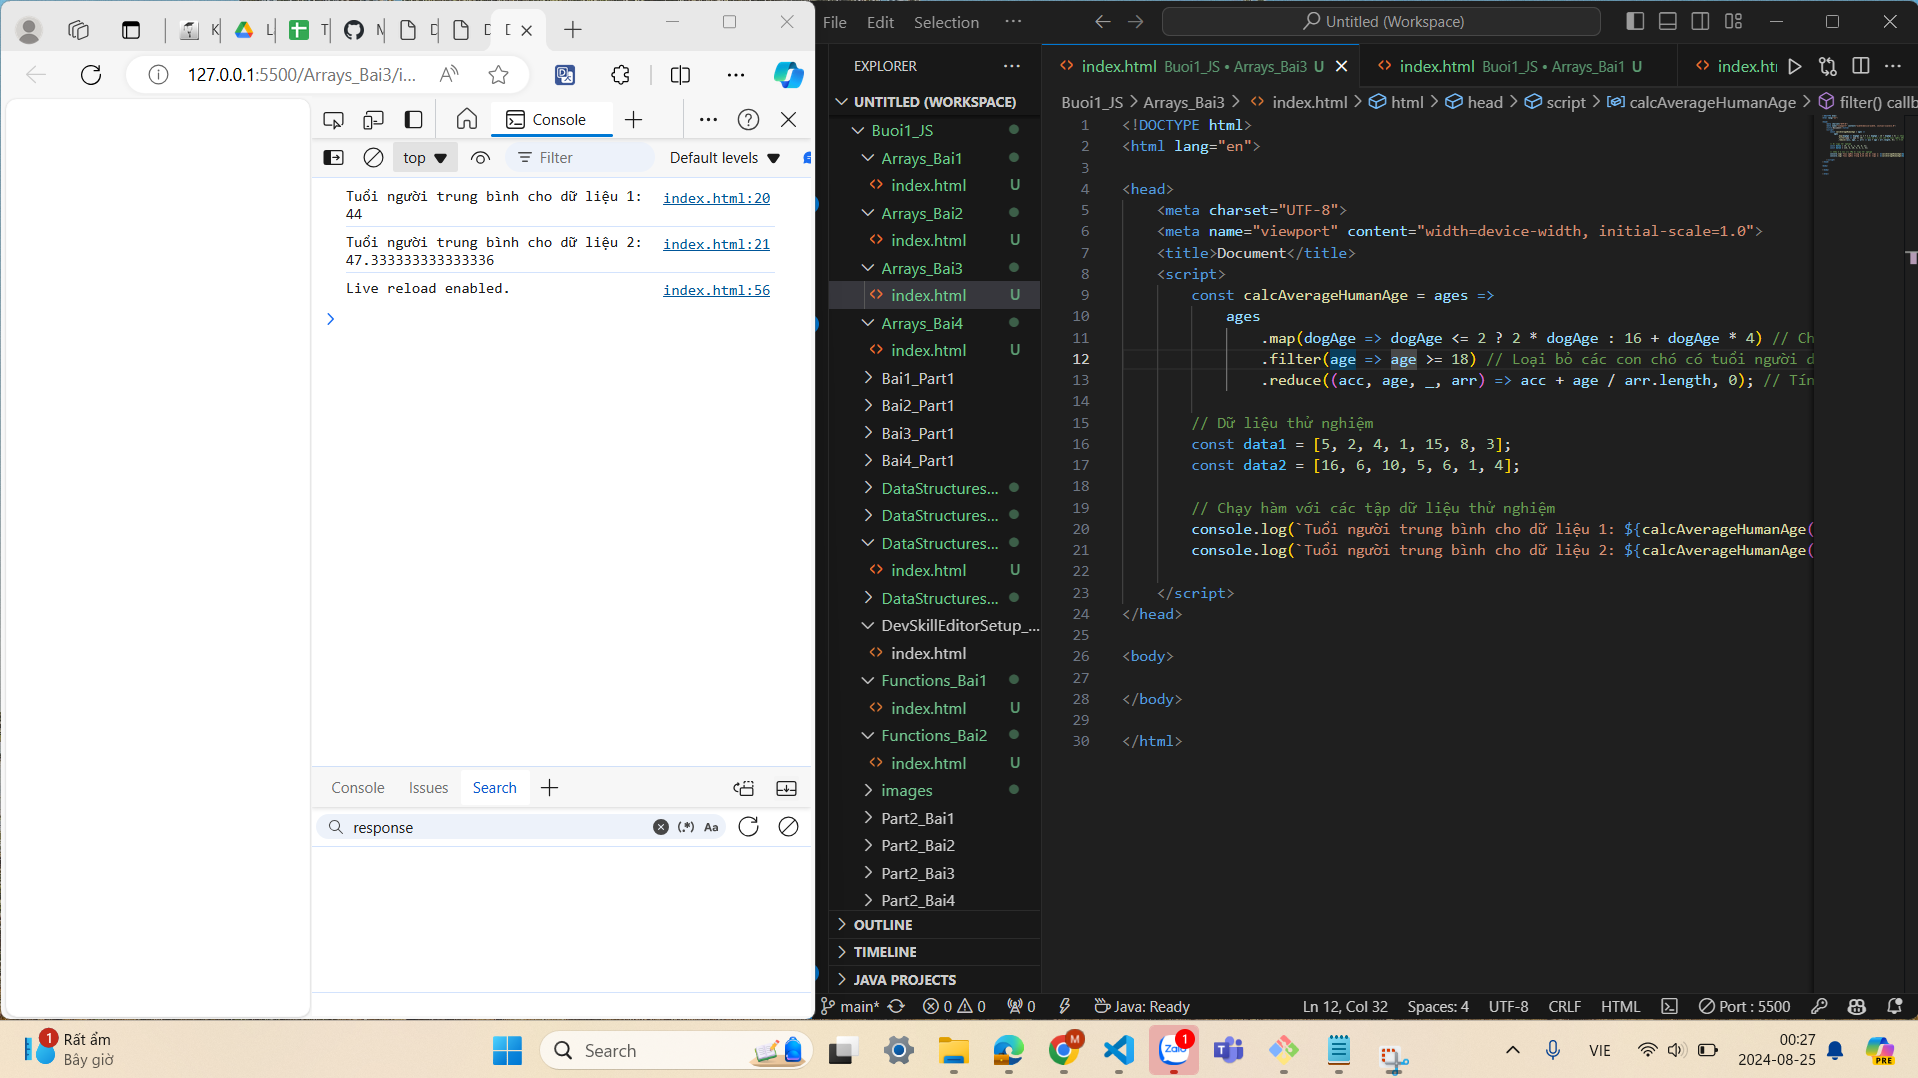 K
L
T
M
D
D
D
127.0.0.1:5500/Arrays_Bai3/i...
Console
top
Filter
Default levels
Tuổi người trung bình cho dữ liệu 1: index.html:20
44
Tuổi người trung bình cho dữ liệu 2: index.html:21
47.333333333333336
Live reload enabled. index.html:56
Console Issues Search
response
(.*) Aa
File Edit Selection ...
Untitled (Workspace)
EXPLORER
UNTITLED (WORKSPACE)
Buoi1_JS
Arrays_Bai1
index.html U
Arrays_Bai2
index.html U
Arrays_Bai3
index.html U
Arrays_Bai4
index.html U
Bai1_Part1
Bai2_Part1
Bai3_Part1
Bai4_Part1
DataStructures...
DataStructures...
DataStructures...
index.html U
DataStructures...
DevSkillEditorSetup_...
index.html
Functions_Bai1
index.html U
Functions_Bai2
index.html U
images
Part2_Bai1
Part2_Bai2
Part2_Bai3
Part2_Bai4
OUTLINE
TIMELINE
JAVA PROJECTS
index.html Buoi1_JS • Arrays_Bai3 U
index.html Buoi1_JS • Arrays_Bai1 U
index.ht
Buoi1_JS > Arrays_Bai3 > index.html > html > head > script > calcAverageHumanAge > filter() callb
1 <!DOCTYPE html>
2 <html lang="en">
3
4 <head>
5 <meta charset="UTF-8">
6 <meta name="viewport" content="width=device-width, initial-scale=1.0">
7 <title>Document</title>
8 <script>
9 const calcAverageHumanAge = ages =>
10 ages
11 .map(dogAge => dogAge <= 2 ? 2 * dogAge : 16 + dogAge * 4) // Ch
12 .filter(age => age >= 18) // Loại bỏ các con chó có tuổi người d
13 .reduce((acc, age, _, arr) => acc + age / arr.length, 0); // Tín
14
15 // Dữ liệu thử nghiệm
16 const data1 = [5, 2, 4, 1, 15, 8, 3];
17 const data2 = [16, 6, 10, 5, 6, 1, 4];
18
19 // Chạy hàm với các tập dữ liệu thử nghiệm
20 console.log(`Tuổi người trung bình cho dữ liệu 1: ${calcAverageHumanAge(
21 console.log(`Tuổi người trung bình cho dữ liệu 2: ${calcAverageHumanAge(
22
23 </script>
24 </head>
25
26 <body>
27
28 </body>
29
30 </html>
main* 0 0 0 Java: Ready Ln 12, Col 32 Spaces: 4 UTF-8 CRLF HTML Port : 5500
1
Rất ẩm
Bây giờ
Search
M
Zalo
1
VIE
00:27
2024-08-25
PRE